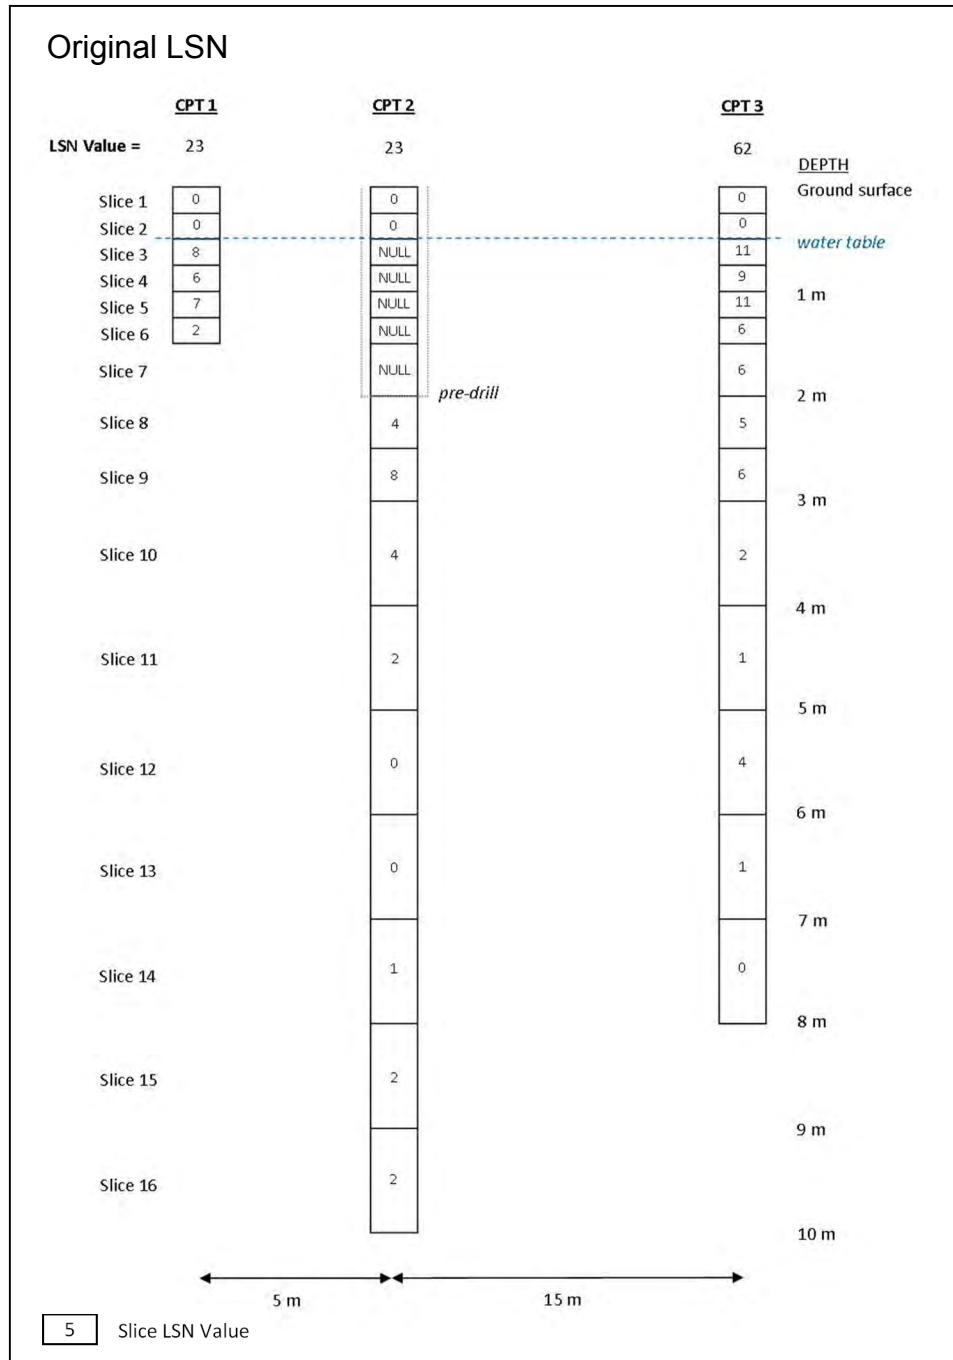 Original LSN
CPT 1 CPT 2 CPT 3
LSN Value = 23 23 62
DEPTH
Slice 1 0 0 0 Ground surface
Slice 2 0 0 0
water table
Slice 3 8 NULL 11
Slice 4 6 NULL 9
1 m
Slice 5 7 NULL 11
Slice 6 2 NULL 6
Slice 7 NULL 6
pre-drill 2 m
Slice 8 4 5
Slice 9 8 6
3 m
Slice 10 4 2
4 m
Slice 11 2 1
5 m
Slice 12 0 4
6 m
Slice 13 0 1
7 m
Slice 14 1 0
8 m
Slice 15 2
9 m
Slice 16 2
10 m
5 m 15 m
5 Slice LSN Value